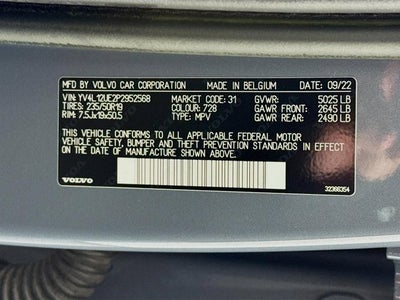 MFD BY VOLVO CAR CORPORATION MADE IN BELGIUM 09/22
VIN: YV4L12UE2P2952568 MARKET CODE: 31 GVWR: 5025 LB
TIRES: 235/50R19 COLOUR: 728 GAWR FRONT: 2645 LB
RIM: 7.5Jx19x50.5 TYPE: MPV GAWR REAR: 2490 LB
THIS VEHICLE CONFORMS TO ALL APPLICABLE FEDERAL MOTOR
VEHICLE SAFETY, BUMPER AND THEFT PREVENTION STANDARDS
IN EFFECT ON THE DATE OF MANUFACTURE SHOWN ABOVE.
VOLVO 32366354